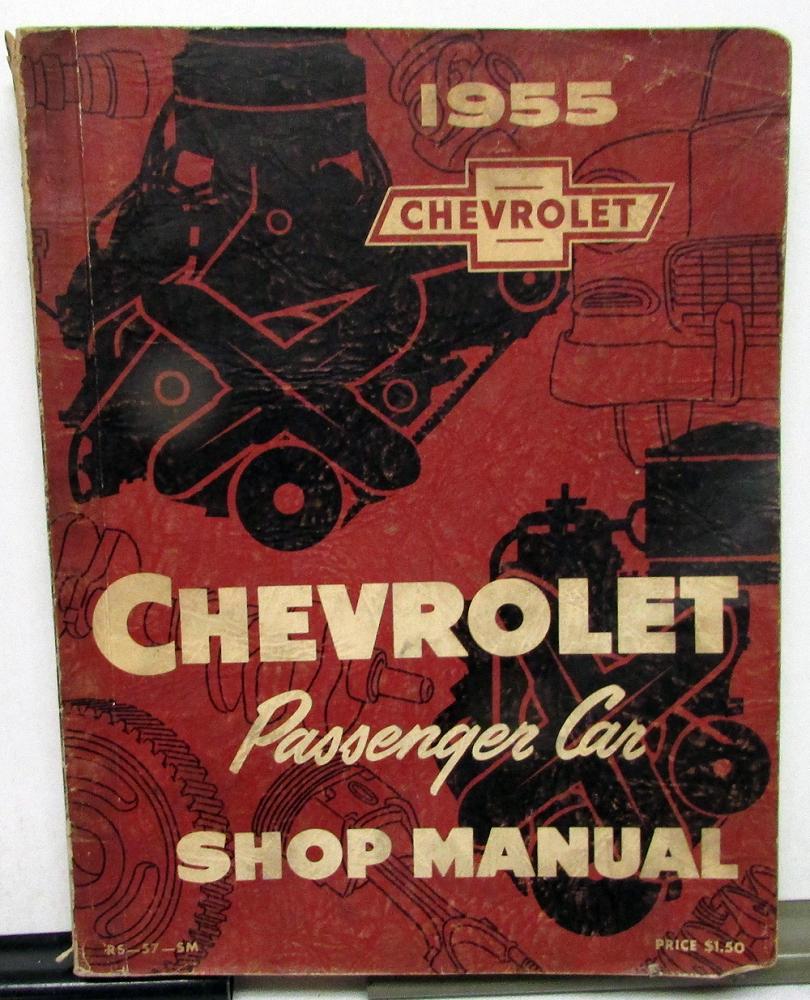 1955
CHEVROLET
CHEVROLET
Passenger Car
SHOP MANUAL
RS-57-SM
PRICE $1.50